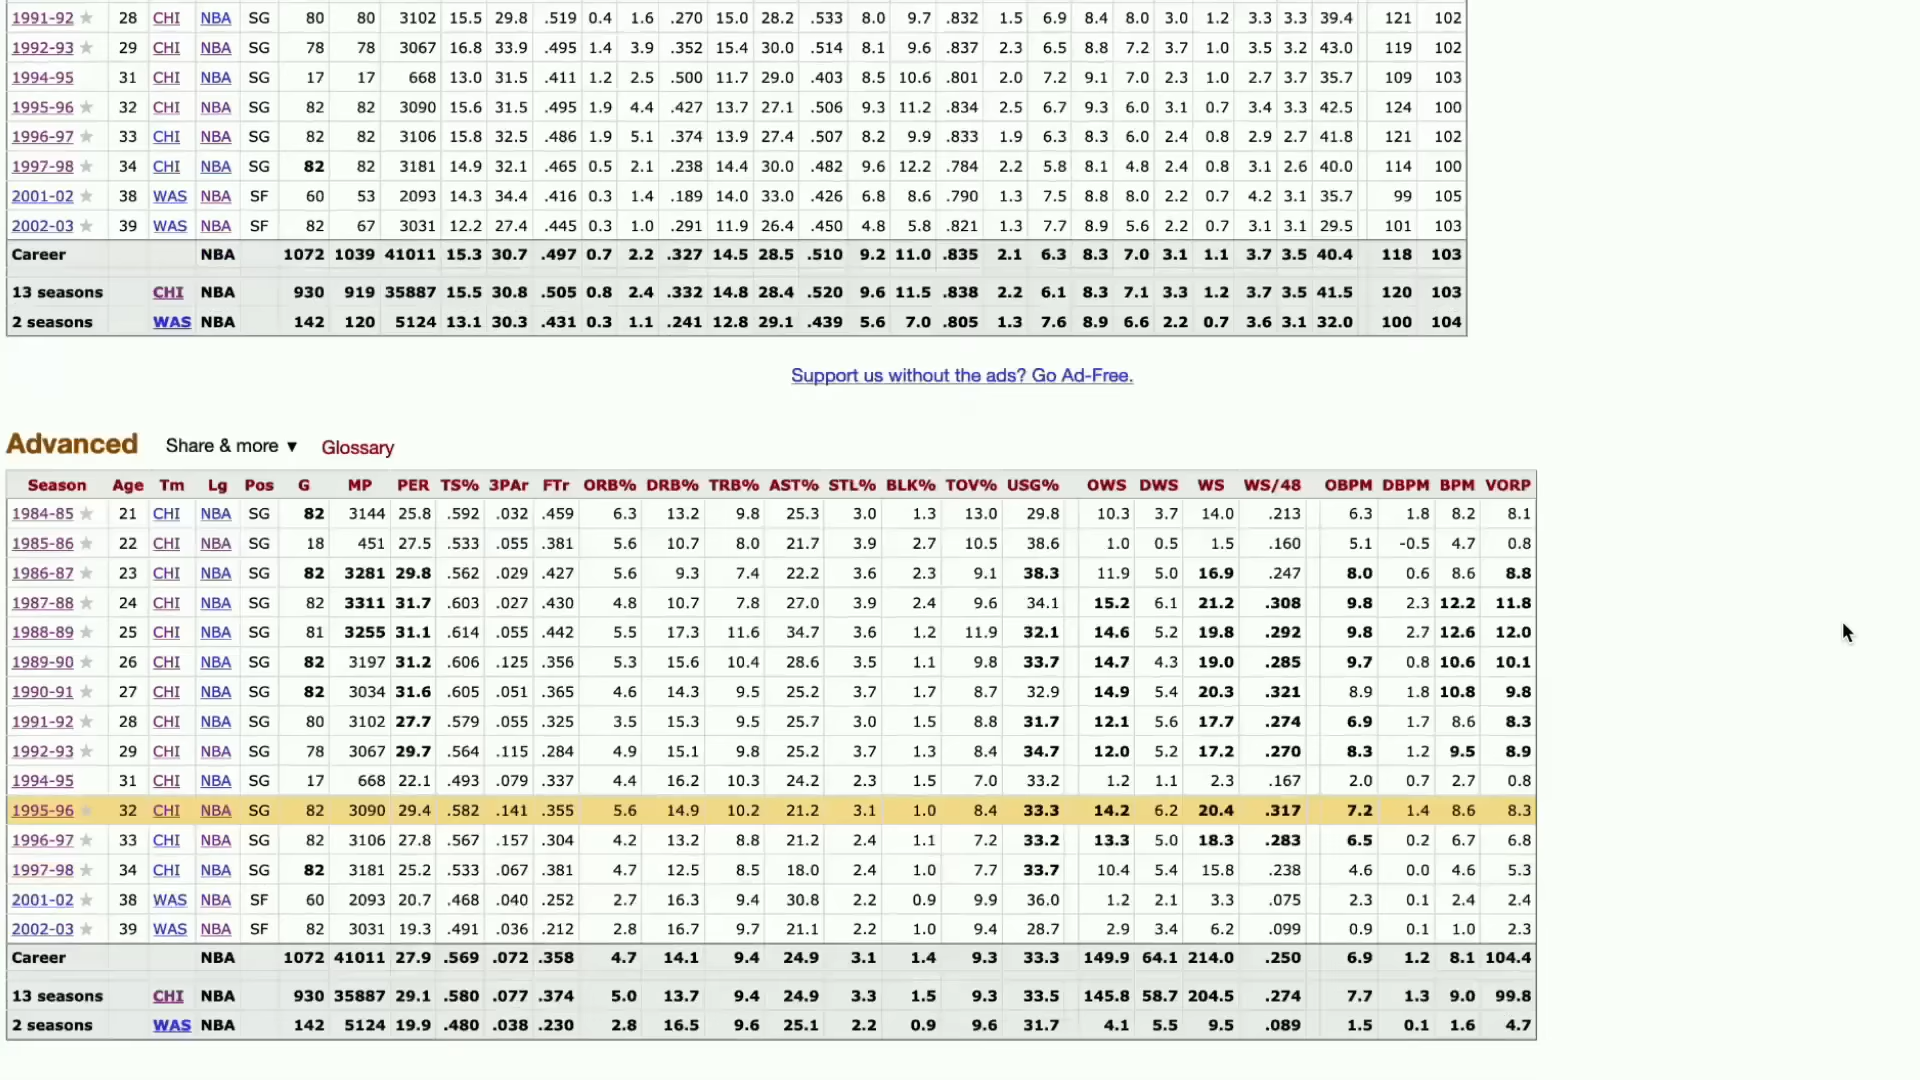 1991-92 ★ 28 CHI NBA SG 80 80 3102 15.5 29.8 .519 0.4 1.6 .270 15.0 28.2 .533 8.0 9.7 .832 1.5 6.9 8.4 8.0 3.0 1.2 3.3 3.3 39.4 121 102
1992-93 ★ 29 CHI NBA SG 78 78 3067 16.8 33.9 .495 1.4 3.9 .352 15.4 30.0 .514 8.1 9.6 .837 2.3 6.5 8.8 7.2 3.7 1.0 3.5 3.2 43.0 119 102
1994-95 31 CHI NBA SG 17 17 668 13.0 31.5 .411 1.2 2.5 .500 11.7 29.0 .403 8.5 10.6 .801 2.0 7.2 9.1 7.0 2.3 1.0 2.7 3.7 35.7 109 103
1995-96 ★ 32 CHI NBA SG 82 82 3090 15.6 31.5 .495 1.9 4.4 .427 13.7 27.1 .506 9.3 11.2 .834 2.5 6.7 9.3 6.0 3.1 0.7 3.4 3.3 42.5 124 100
1996-97 ★ 33 CHI NBA SG 82 82 3106 15.8 32.5 .486 1.9 5.1 .374 13.9 27.4 .507 8.2 9.9 .833 1.9 6.3 8.3 6.0 2.4 0.8 2.9 2.7 41.8 121 102
1997-98 ★ 34 CHI NBA SG 82 82 3181 14.9 32.1 .465 0.5 2.1 .238 14.4 30.0 .482 9.6 12.2 .784 2.2 5.8 8.1 4.8 2.4 0.8 3.1 2.6 40.0 114 100
2001-02 ★ 38 WAS NBA SF 60 53 2093 14.3 34.4 .416 0.3 1.4 .189 14.0 33.0 .426 6.8 8.6 .790 1.3 7.5 8.8 8.0 2.2 0.7 4.2 3.1 35.7 99 105
2002-03 ★ 39 WAS NBA SF 82 67 3031 12.2 27.4 .445 0.3 1.0 .291 11.9 26.4 .450 4.8 5.8 .821 1.3 7.7 8.9 5.6 2.2 0.7 3.1 3.1 29.5 101 103
Career NBA 1072 1039 41011 15.3 30.7 .497 0.7 2.2 .327 14.5 28.5 .510 9.2 11.0 .835 2.1 6.3 8.3 7.0 3.1 1.1 3.7 3.5 40.4 118 103
13 seasons CHI NBA 930 919 35887 15.5 30.8 .505 0.8 2.4 .332 14.8 28.4 .520 9.6 11.5 .838 2.2 6.1 8.3 7.1 3.3 1.2 3.7 3.5 41.5 120 103
2 seasons WAS NBA 142 120 5124 13.1 30.3 .431 0.3 1.1 .241 12.8 29.1 .439 5.6 7.0 .805 1.3 7.6 8.9 6.6 2.2 0.7 3.6 3.1 32.0 100 104
Support us without the ads? Go Ad-Free.
Advanced Share & more ▼ Glossary
Season Age Tm Lg Pos G MP PER TS% 3PAr FTr ORB% DRB% TRB% AST% STL% BLK% TOV% USG% OWS DWS WS WS/48 OBPM DBPM BPM VORP
1984-85 ★ 21 CHI NBA SG 82 3144 25.8 .592 .032 .459 6.3 13.2 9.8 25.3 3.0 1.3 13.0 29.8 10.3 3.7 14.0 .213 6.3 1.8 8.2 8.1
1985-86 ★ 22 CHI NBA SG 18 451 27.5 .533 .055 .381 5.6 10.7 8.0 21.7 3.9 2.7 10.5 38.6 1.0 0.5 1.5 .160 5.1 -0.5 4.7 0.8
1986-87 ★ 23 CHI NBA SG 82 3281 29.8 .562 .029 .427 5.6 9.3 7.4 22.2 3.6 2.3 9.1 38.3 11.9 5.0 16.9 .247 8.0 0.6 8.6 8.8
1987-88 ★ 24 CHI NBA SG 82 3311 31.7 .603 .027 .430 4.8 10.7 7.8 27.0 3.9 2.4 9.6 34.1 15.2 6.1 21.2 .308 9.8 2.3 12.2 11.8
1988-89 ★ 25 CHI NBA SG 81 3255 31.1 .614 .055 .442 5.5 17.3 11.6 34.7 3.6 1.2 11.9 32.1 14.6 5.2 19.8 .292 9.8 2.7 12.6 12.0
1989-90 ★ 26 CHI NBA SG 82 3197 31.2 .606 .125 .356 5.3 15.6 10.4 28.6 3.5 1.1 9.8 33.7 14.7 4.3 19.0 .285 9.7 0.8 10.6 10.1
1990-91 ★ 27 CHI NBA SG 82 3034 31.6 .605 .051 .365 4.6 14.3 9.5 25.2 3.7 1.7 8.7 32.9 14.9 5.4 20.3 .321 8.9 1.8 10.8 9.8
1991-92 ★ 28 CHI NBA SG 80 3102 27.7 .579 .055 .325 3.5 15.3 9.5 25.7 3.0 1.5 8.8 31.7 12.1 5.6 17.7 .274 6.9 1.7 8.6 8.3
1992-93 ★ 29 CHI NBA SG 78 3067 29.7 .564 .115 .284 4.9 15.1 9.8 25.2 3.7 1.3 8.4 34.7 12.0 5.2 17.2 .270 8.3 1.2 9.5 8.9
1994-95 31 CHI NBA SG 17 668 22.1 .493 .079 .337 4.4 16.2 10.3 24.2 2.3 1.5 7.0 33.2 1.2 1.1 2.3 .167 2.0 0.7 2.7 0.8
1995-96 ★ 32 CHI NBA SG 82 3090 29.4 .582 .141 .355 5.6 14.9 10.2 21.2 3.1 1.0 8.4 33.3 14.2 6.2 20.4 .317 7.2 1.4 8.6 8.3
1996-97 ★ 33 CHI NBA SG 82 3106 27.8 .567 .157 .304 4.2 13.2 8.8 21.2 2.4 1.1 7.2 33.2 13.3 5.0 18.3 .283 6.5 0.2 6.7 6.8
1997-98 ★ 34 CHI NBA SG 82 3181 25.2 .533 .067 .381 4.7 12.5 8.5 18.0 2.4 1.0 7.7 33.7 10.4 5.4 15.8 .238 4.6 0.0 4.6 5.3
2001-02 ★ 38 WAS NBA SF 60 2093 20.7 .468 .040 .252 2.7 16.3 9.4 30.8 2.2 0.9 9.9 36.0 1.2 2.1 3.3 .075 2.3 0.1 2.4 2.4
2002-03 ★ 39 WAS NBA SF 82 3031 19.3 .491 .036 .212 2.8 16.7 9.7 21.1 2.2 1.0 9.4 28.7 2.9 3.4 6.2 .099 0.9 0.1 1.0 2.3
Career NBA 1072 41011 27.9 .569 .072 .358 4.7 14.1 9.4 24.9 3.1 1.4 9.3 33.3 149.9 64.1 214.0 .250 6.9 1.2 8.1 104.4
13 seasons CHI NBA 930 35887 29.1 .580 .077 .374 5.0 13.7 9.4 24.9 3.3 1.5 9.3 33.5 145.8 58.7 204.5 .274 7.7 1.3 9.0 99.8
2 seasons WAS NBA 142 5124 19.9 .480 .038 .230 2.8 16.5 9.6 25.1 2.2 0.9 9.6 31.7 4.1 5.5 9.5 .089 1.5 0.1 1.6 4.7